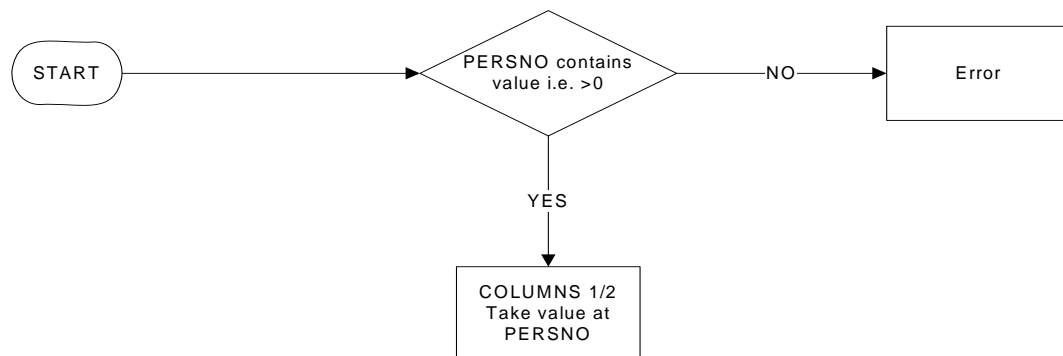 START
PERSNO contains
value i.e. >0
NO
Error
YES
COLUMNS 1/2
Take value at
PERSNO